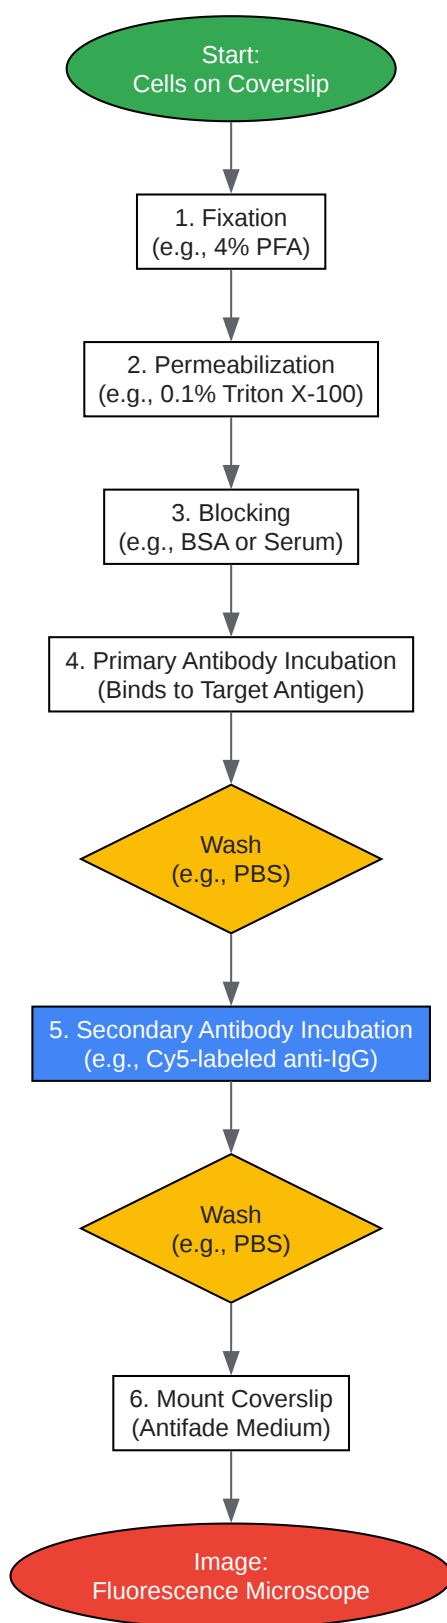 Start:
Cells on Coverslip
1. Fixation
(e.g., 4% PFA)
2. Permeabilization
(e.g., 0.1% Triton X-100)
3. Blocking
(e.g., BSA or Serum)
4. Primary Antibody Incubation
(Binds to Target Antigen)
Wash
(e.g., PBS)
5. Secondary Antibody Incubation
(e.g., Cy5-labeled anti-IgG)
Wash
(e.g., PBS)
6. Mount Coverslip
(Antifade Medium)
Image:
Fluorescence Microscope